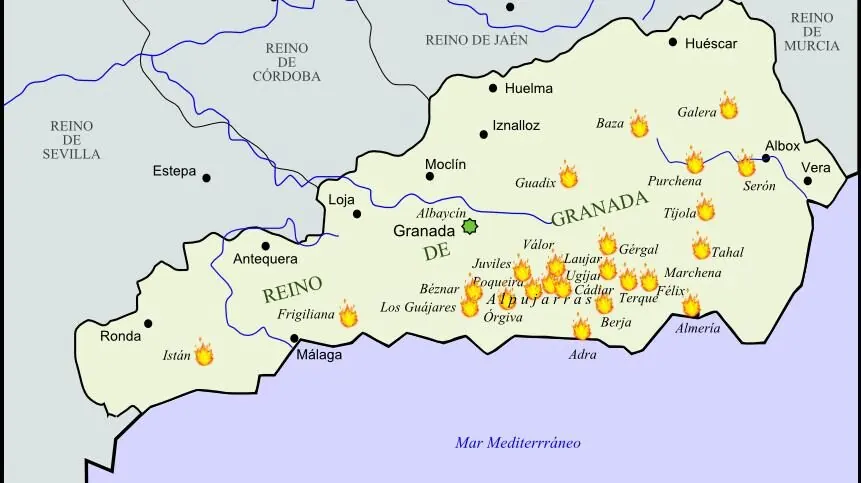 REINO
DE
MURCIA
REINO DE JAÉN
REINO
DE
CÓRDOBA
Huéscar
Huelma
Galera
Baza
Iznalloz
REINO
DE
SEVILLA
Albox
Moclín
Vera
Estepa
Guadix
Purchena
Serón
Loja
Albaycín
GRANADA
Tíjola
Granada
DE
Válor
Gérgal
Tahal
Antequera
Juviles
Laujar
Ugíjar
Marchena
Poqueira
REINO
Béznar
Cádiar
Félix
Alpujarras
Terque
Los Guájares
Frigiliana
Órgiva
Berja
Almería
Ronda
Istán
Málaga
Adra
Mar Mediterrráneo